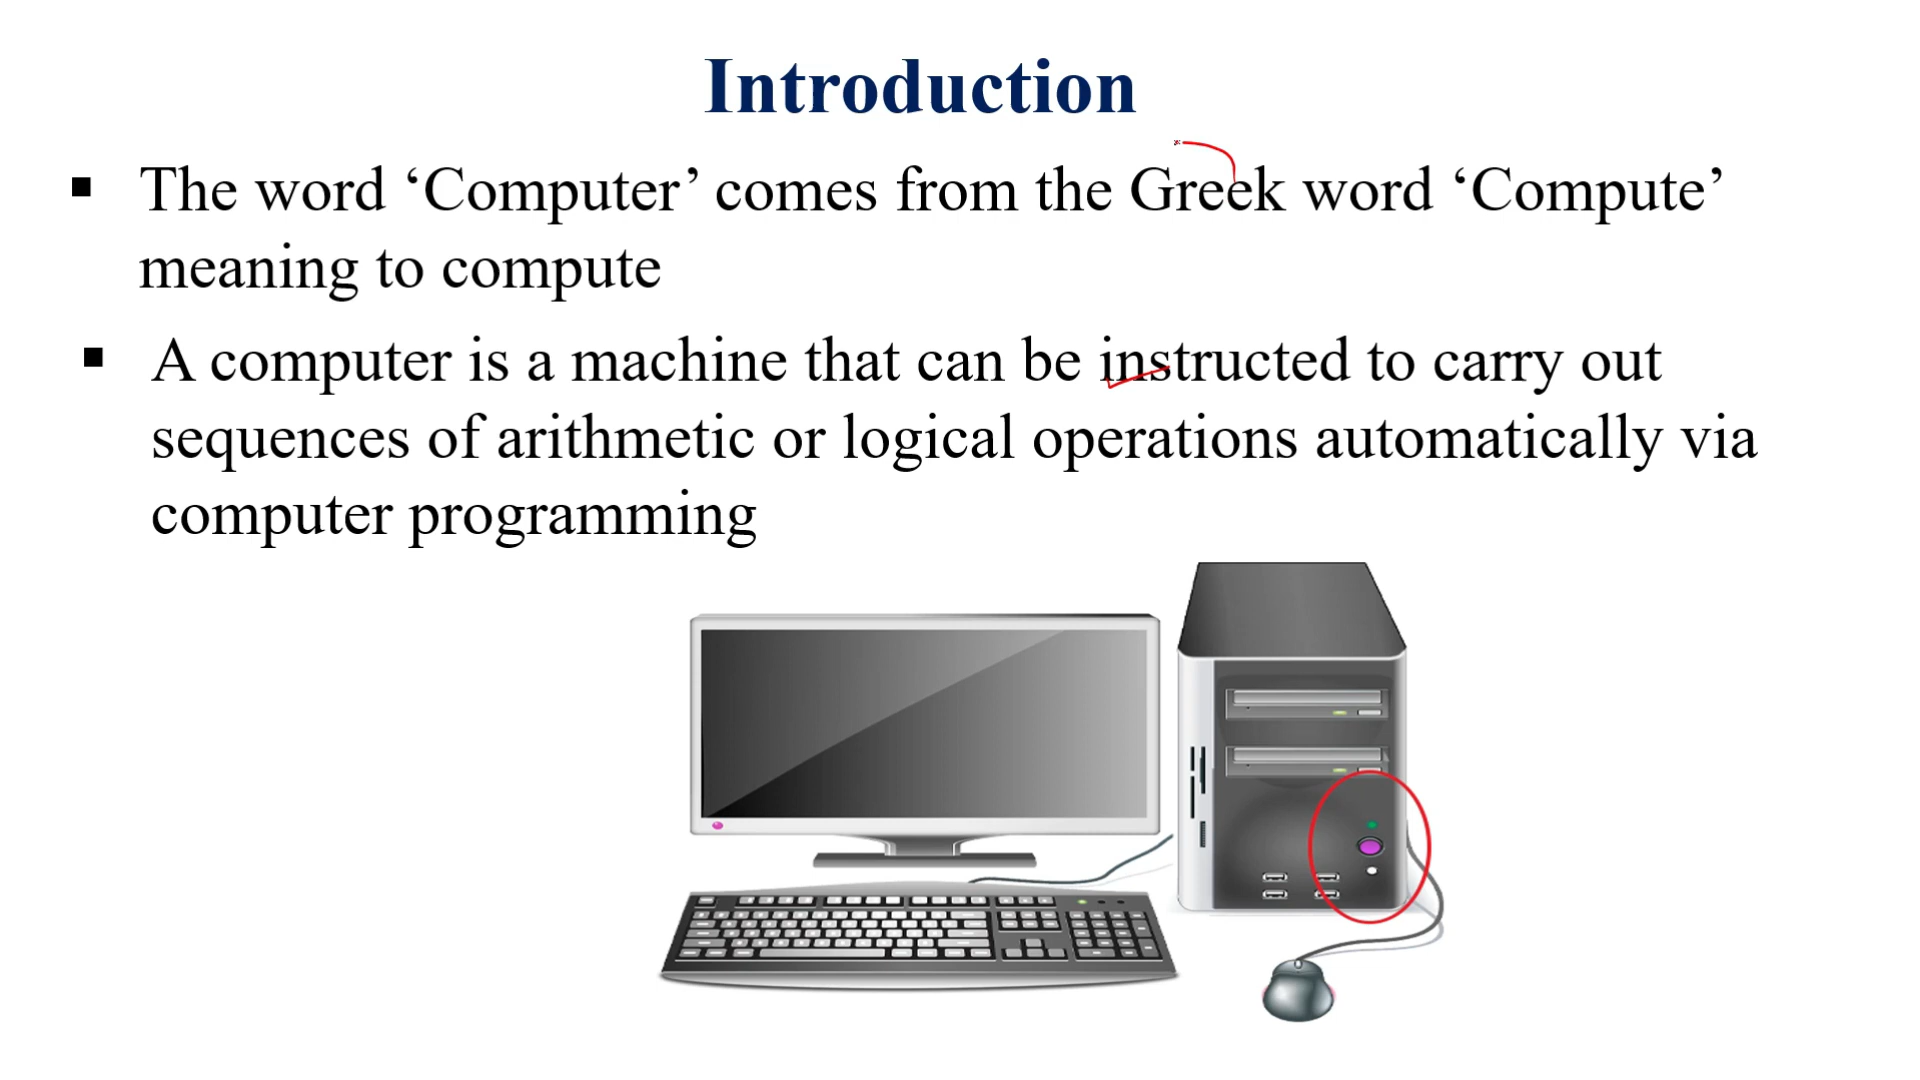 Introduction
▪ The word ‘Computer’ comes from the Greek word ‘Compute’
meaning to compute
▪ A computer is a machine that can be instructed to carry out
sequences of arithmetic or logical operations automatically via
computer programming